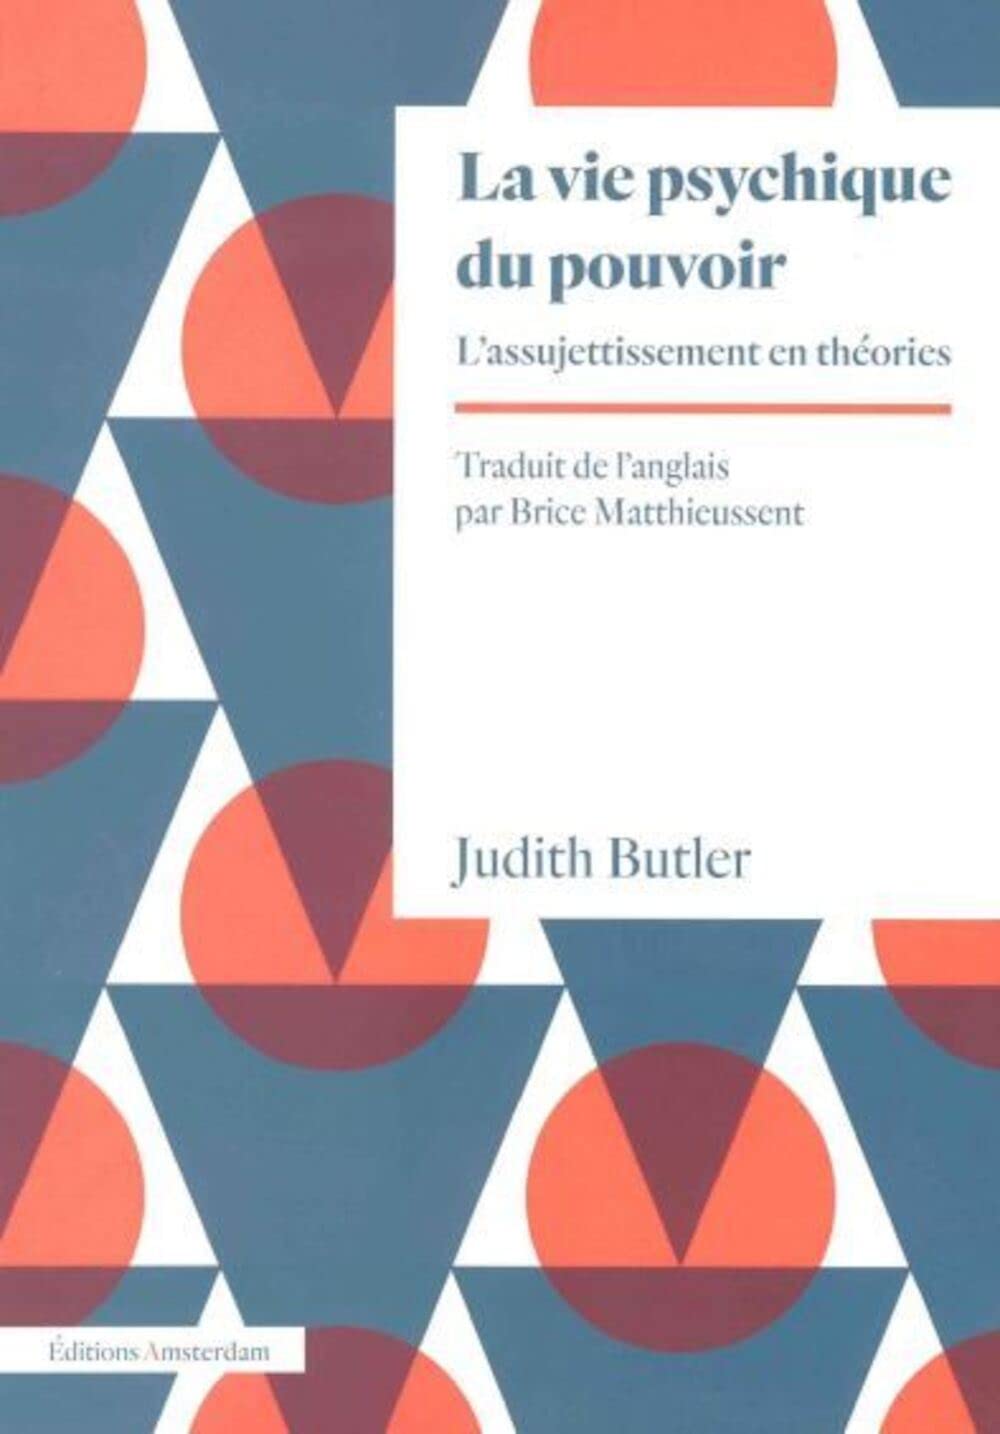 La vie psychique
du pouvoir
L'assujettissement en théories
Traduit de l'anglais
par Brice Matthieussent
Judith Butler
Éditions Amsterdam